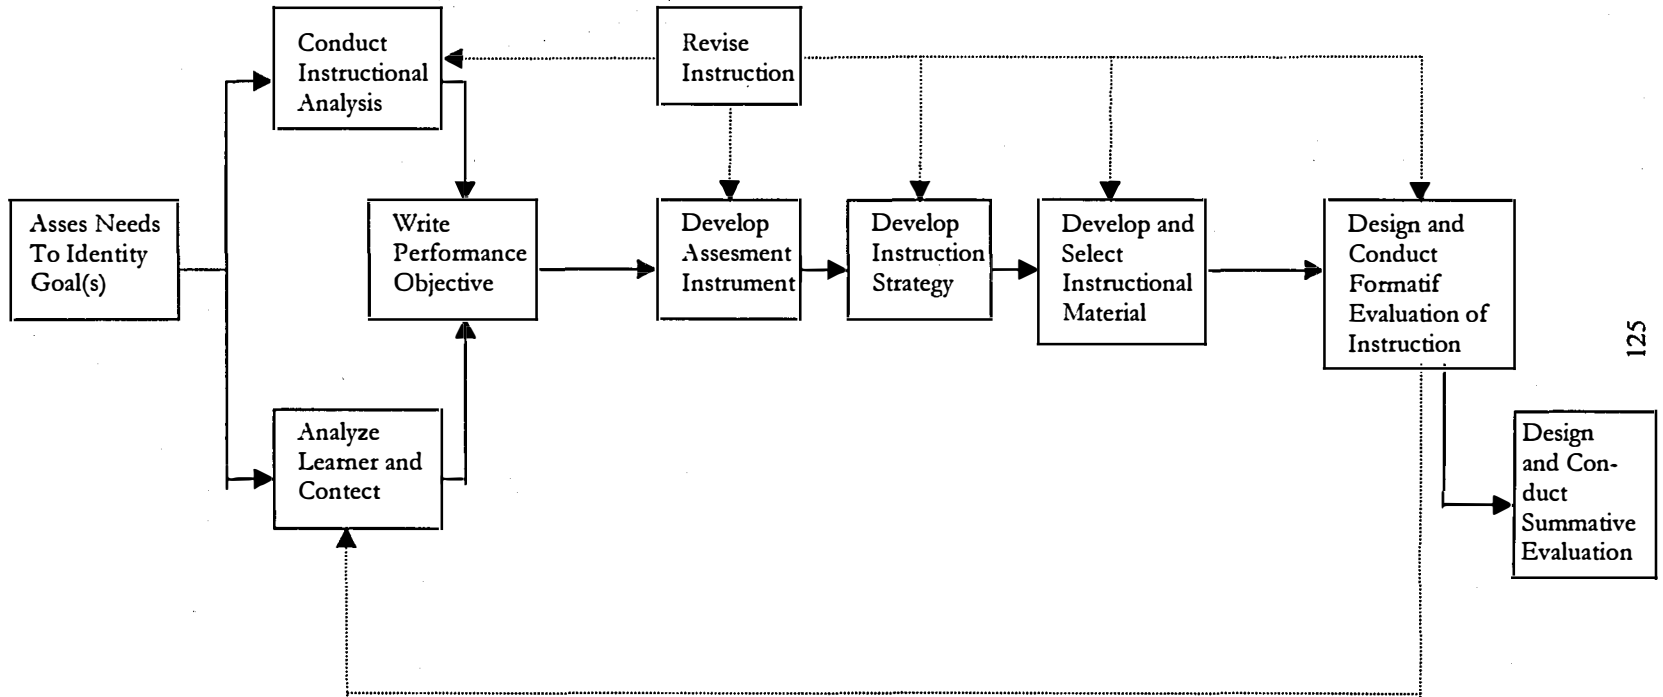 Conduct
Instructional
Analysis
Revise
Instruction
Asses Needs
To Identity
Goal(s)
Write
Performance
Objective
Develop
Assesment
Instrument
Develop
Instruction
Strategy
Develop and
Select
Instructional
Material
Design and
Conduct
Formatif
Evaluation of
Instruction
Analyze
Learner and
Contect
Design
and Con-
duct
Summative
Evaluation
125